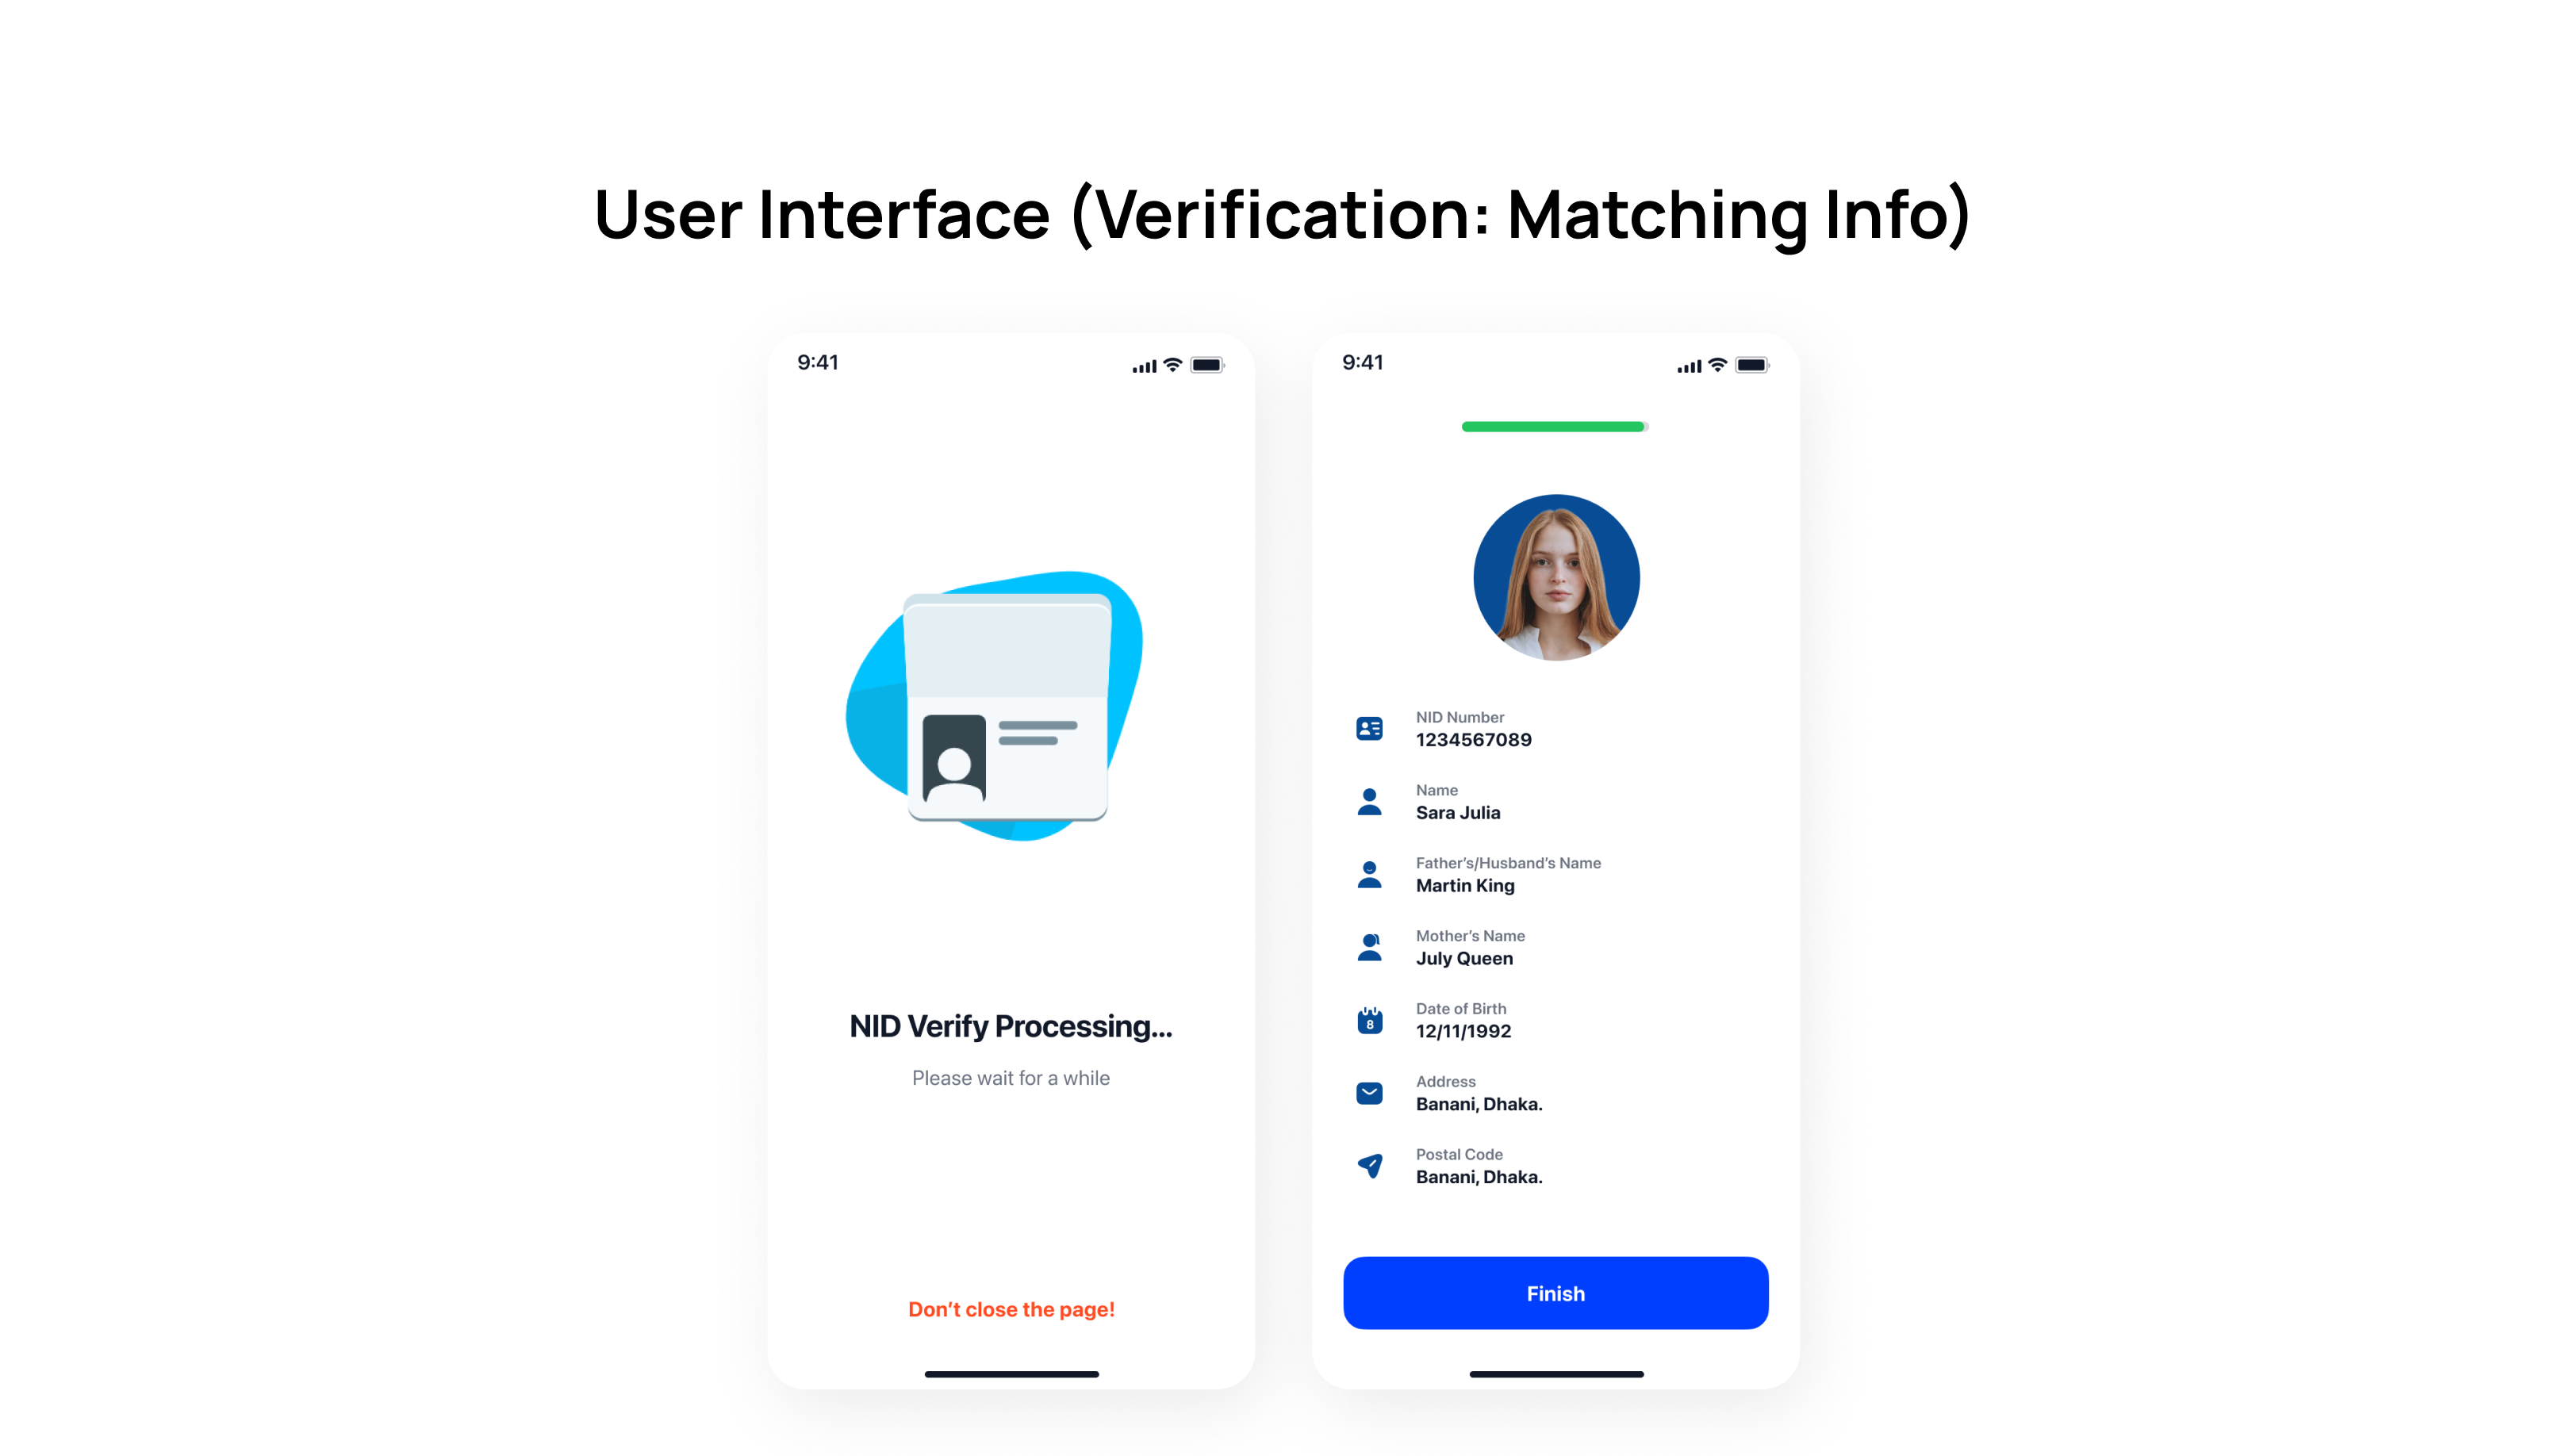 User Interface (Verification: Matching Info)
9:41
NID Verify Processing...
Please wait for a while
Don't close the page!
9:41
NID Number
1234567089
Name
Sara Julia
Father's/Husband's Name
Martin King
Mother's Name
July Queen
8
Date of Birth
12/11/1992
Address
Banani, Dhaka.
Postal Code
Banani, Dhaka.
Finish